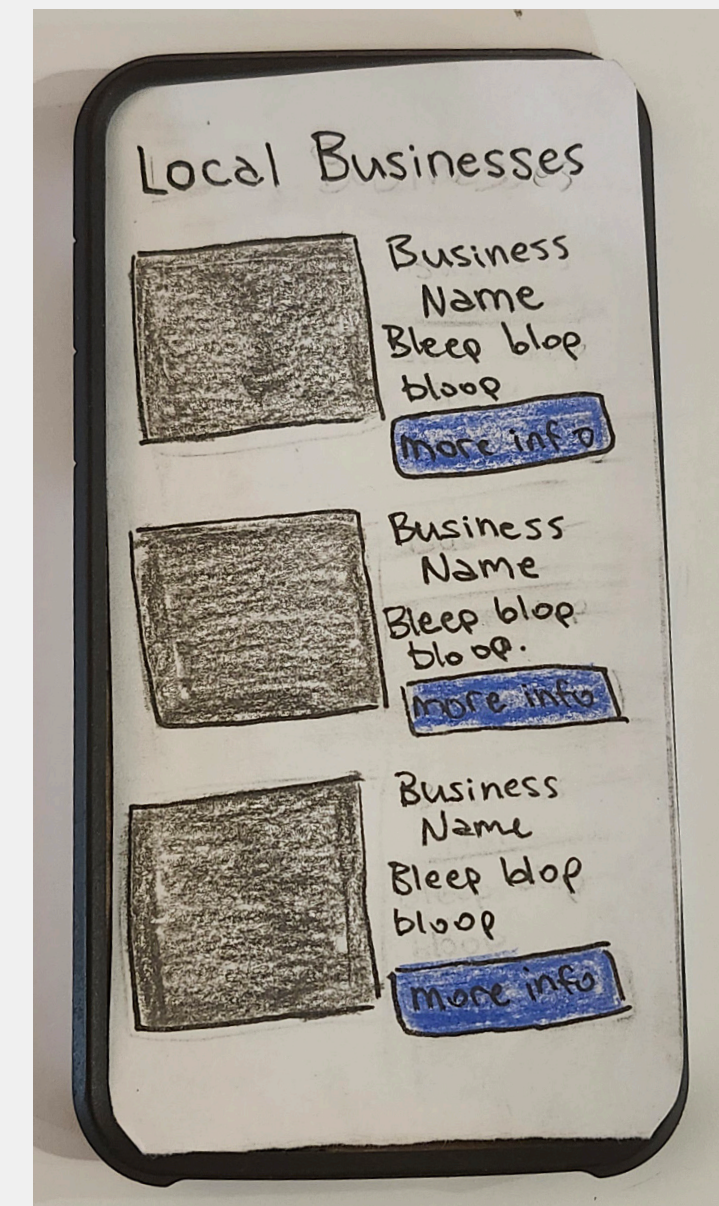 Local Businesses
Business
Name
Bleep blop
bloop
more info
Business
Name
Bleep blop
bloop.
more info
Business
Name
Bleep blop
bloop
more info